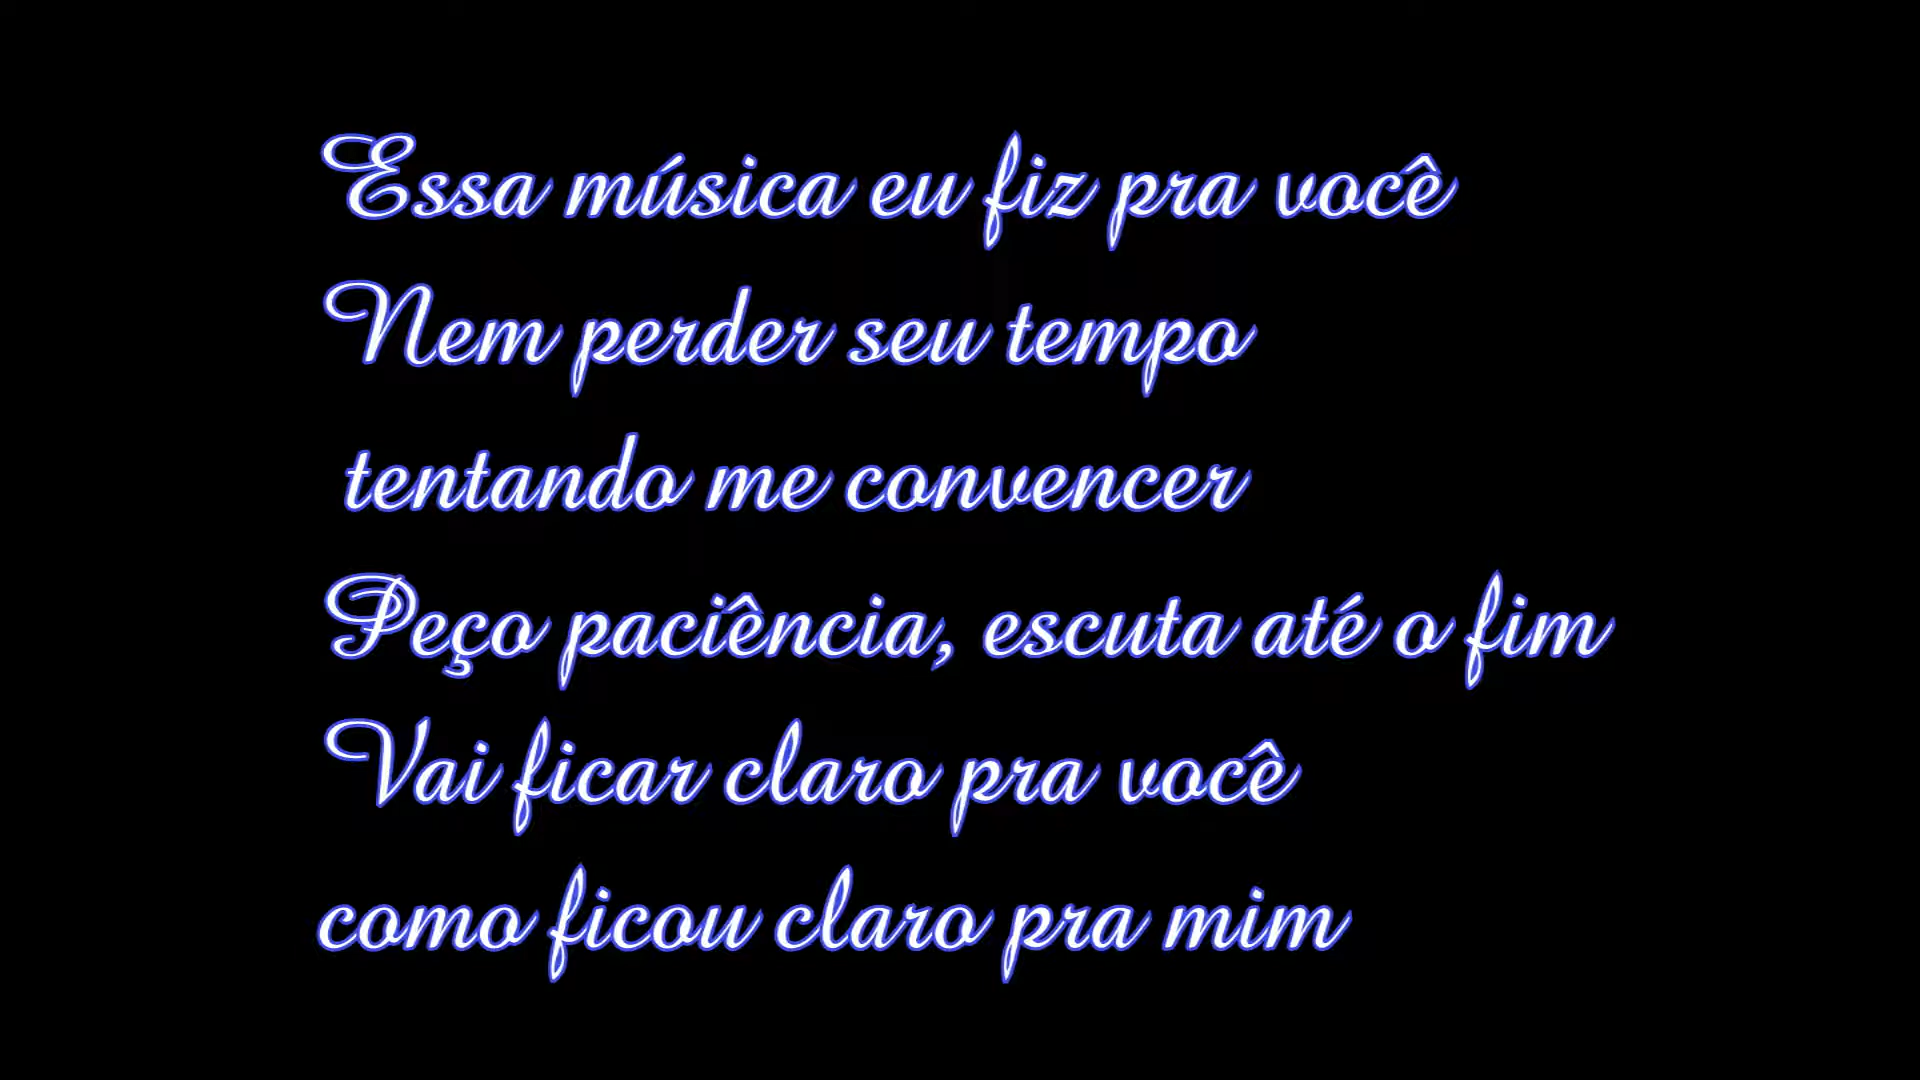 Essa música eu fiz pra você
Nem perder seu tempo
tentando me convencer
Peço paciência, escuta até o fim
Vai ficar claro pra você
como ficou claro pra mim